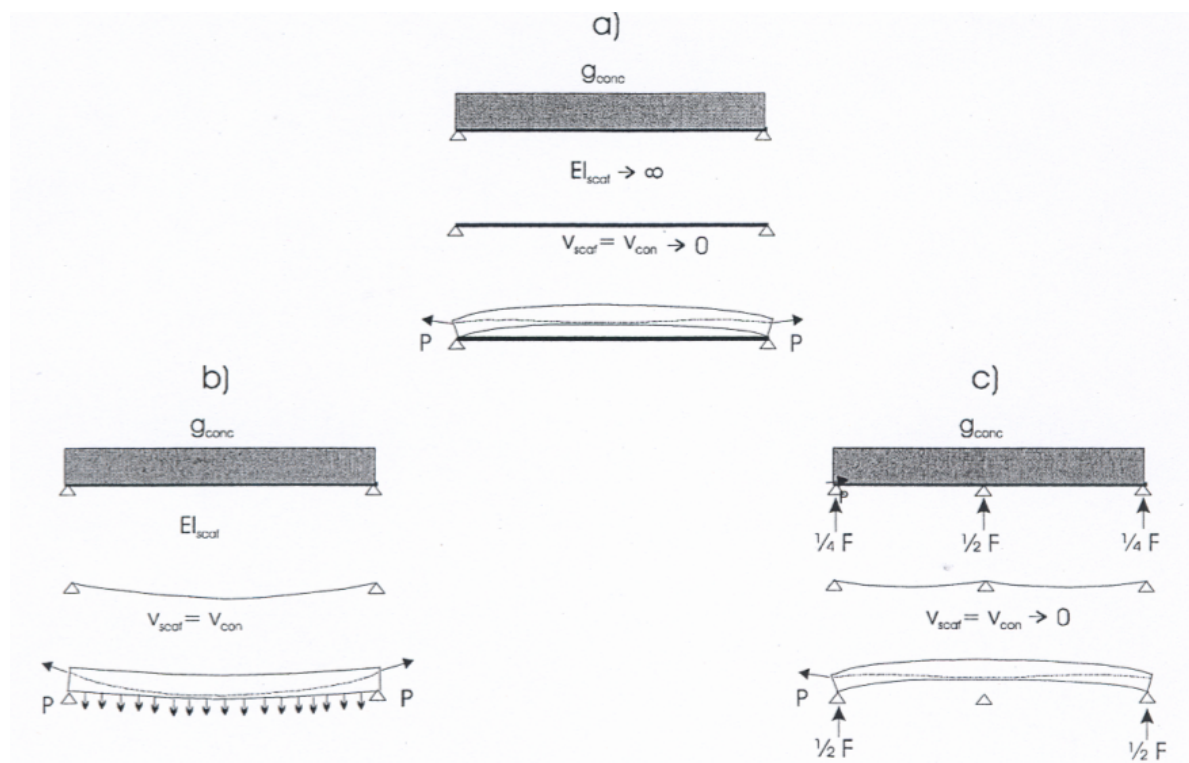 a)
g_conc
EI_scaf → ∞
v_scaf = v_con → 0
P P
b)
g_conc
EI_scaf
v_scaf = v_con
P P
c)
g_conc
P
¼ F ½ F ¼ F
v_scaf = v_con → 0
P
½ F ½ F